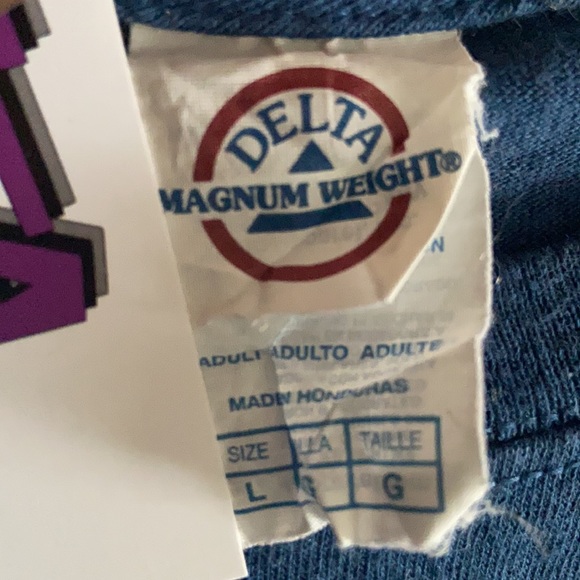 DELTA
MAGNUM WEIGHT®
ADULT ADULTO ADULTE
MADE IN HONDURAS
SIZE TAILLE
L G G